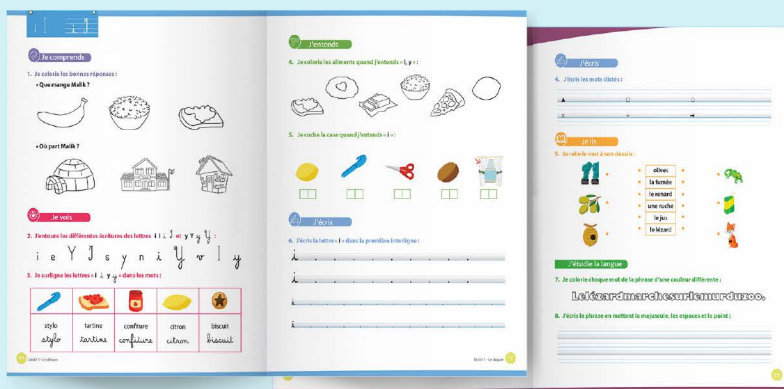 Je comprends
1. Je colorie les bonnes réponses :
• Que mange Malik ?
• Où part Malik ?
Je vois
2. J'entoure les différentes écritures des lettres i i I et y Y y Y :
i e Y J s y n i Y v I y
3. Je surligne les lettres « i i y y » dans les mots :
stylo tartine confiture citron biscuit
stylo tartine confiture citron biscuit
J'entends
4. Je colorie les aliments quand j'entends « i, y » :
5. Je coche la case quand j'entends « i » :
J'écris
6. J'écris la lettre « i » dans la première interligne :
i
i
i
i
J'écris
4. J'écris les mots dictés :
Je lis
5. Je relie le mot à son dessin :
olives
la fumée
le renard
une ruche
le jus
le lézard
J'étudie la langue
7. Je colorie chaque mot de la phrase d'une couleur différente :
Lelézardmarchesurlemurduzoo.
8. J'écris la phrase en mettant la majuscule, les espaces et le point :